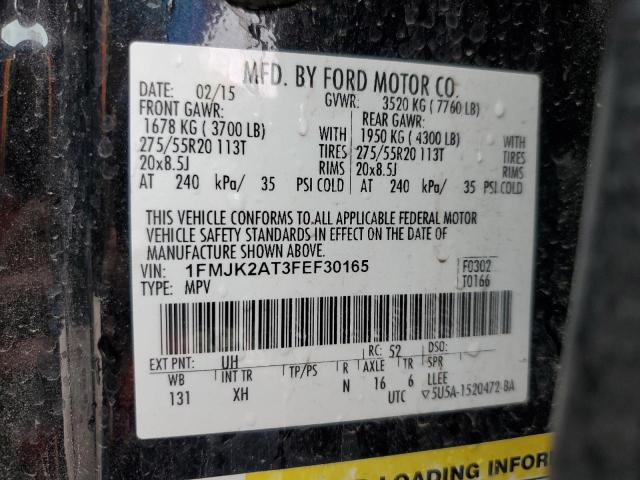 MFD. BY FORD MOTOR CO.
DATE: 02/15 GVWR: 3520 KG ( 7760 LB)
FRONT GAWR: REAR GAWR:
1678 KG ( 3700 LB) WITH 1950 KG ( 4300 LB) WITH
275/55R20 113T TIRES 275/55R20 113T TIRES
20x8.5J RIMS 20x8.5J RIMS
AT 240 kPa/ 35 PSI COLD AT 240 kPa/ 35 PSI COLD
THIS VEHICLE CONFORMS TO ALL APPLICABLE FEDERAL MOTOR
VEHICLE SAFETY STANDARDS IN EFFECT ON THE DATE OF
MANUFACTURE SHOWN ABOVE.
VIN: 1FMJK2AT3FEF30165 F0302
TYPE: MPV T0166
EXT PNT: UH RC: 52 DSO:
WB INT TR TP/PS R AXLE TR SPR
131 XH N 16 6 LLEE
UTC ▽5U5A-1520472-BA
LOADING INFOR